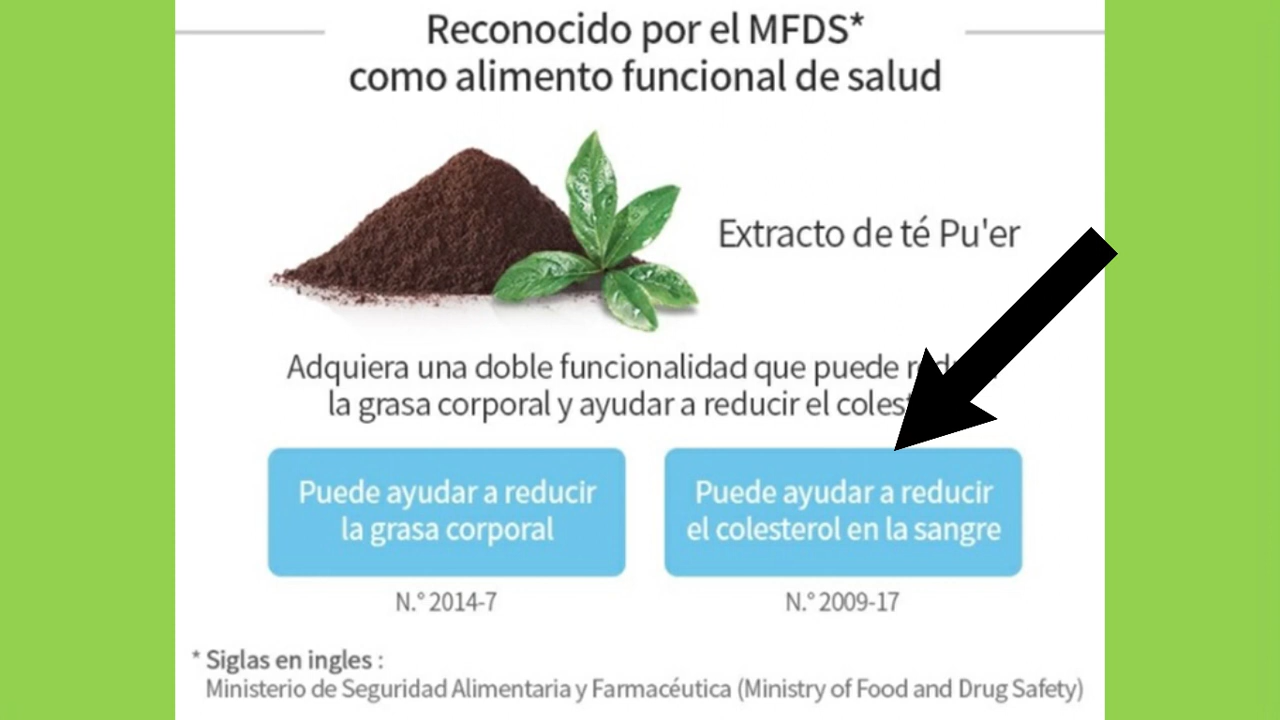 Reconocido por el MFDS*
como alimento funcional de salud
Extracto de té Pu'er
Adquiera una doble funcionalidad que puede
la grasa corporal y ayudar a reducir el
Puede ayudar a reducir
la grasa corporal
Puede ayudar a reducir
el colesterol en la sangre
N.° 2014-7
N.° 2009-17
* Siglas en ingles :
Ministerio de Seguridad Alimentaria y Farmacéutica (Ministry of Food and Drug Safety)